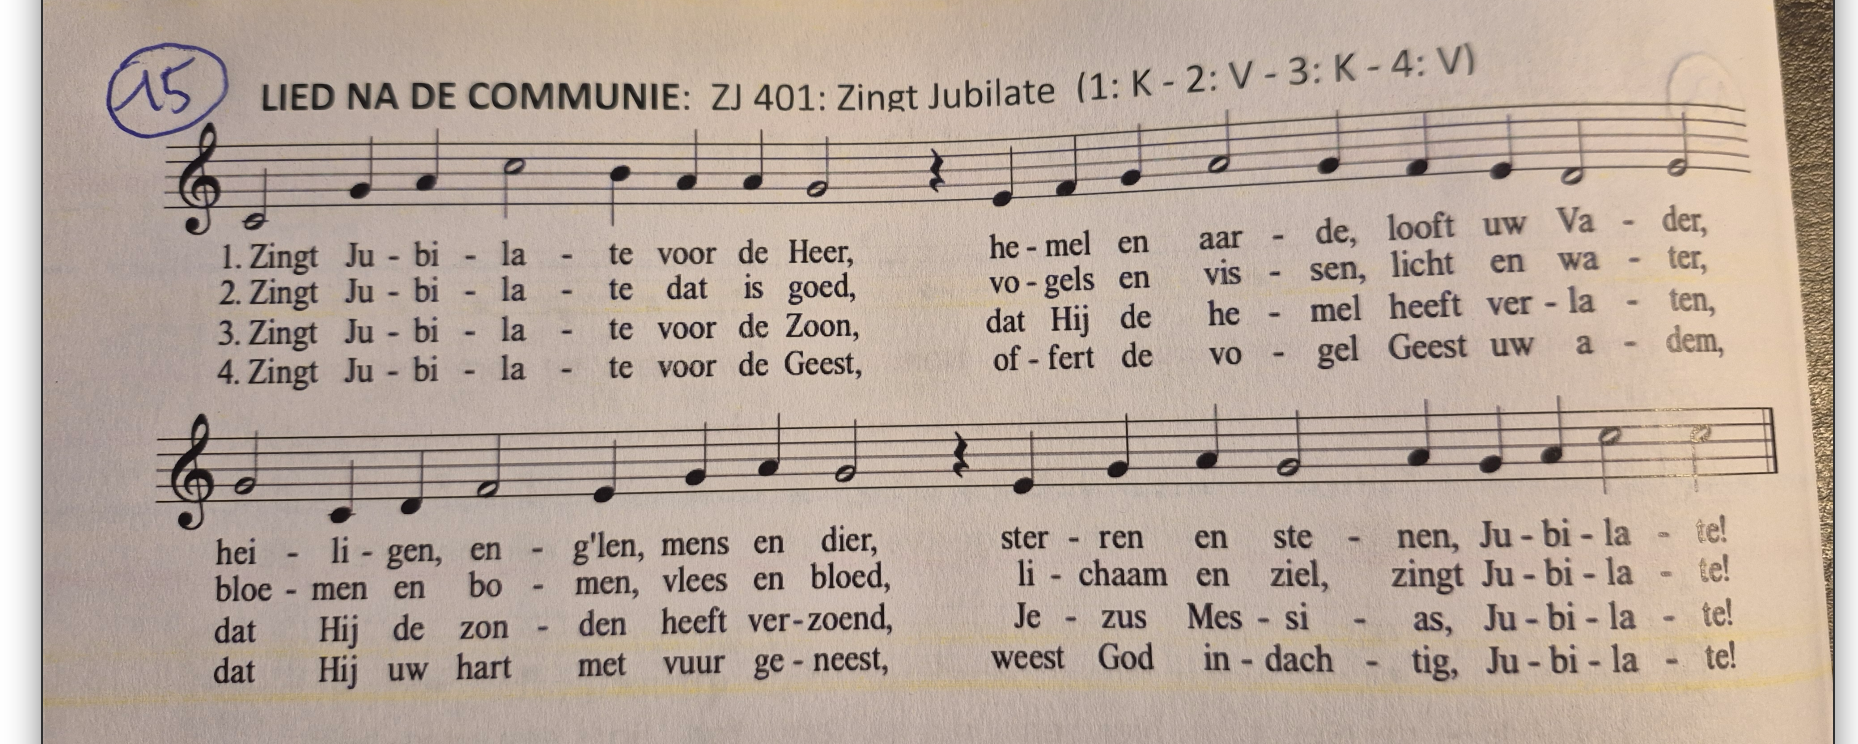 15
LIED NA DE COMMUNIE: ZJ 401: Zingt Jubilate (1: K - 2: V - 3: K - 4: V)
1. Zingt Ju - bi - la - te voor de Heer, he - mel en aar - de, looft uw Va - der,
2. Zingt Ju - bi - la - te dat is goed, vo - gels en vis - sen, licht en wa - ter,
3. Zingt Ju - bi - la - te voor de Zoon, dat Hij de he - mel heeft ver - la - ten,
4. Zingt Ju - bi - la - te voor de Geest, of - fert de vo - gel Geest uw a - dem,
hei - li - gen, en - g'len, mens en dier, ster - ren en ste - nen, Ju - bi - la - te!
bloe - men en bo - men, vlees en bloed, li - chaam en ziel, zingt Ju - bi - la - te!
dat Hij de zon - den heeft ver - zoend, Je - zus Mes - si - as, Ju - bi - la - te!
dat Hij uw hart met vuur ge - neest, weest God in - dach - tig, Ju - bi - la - te!